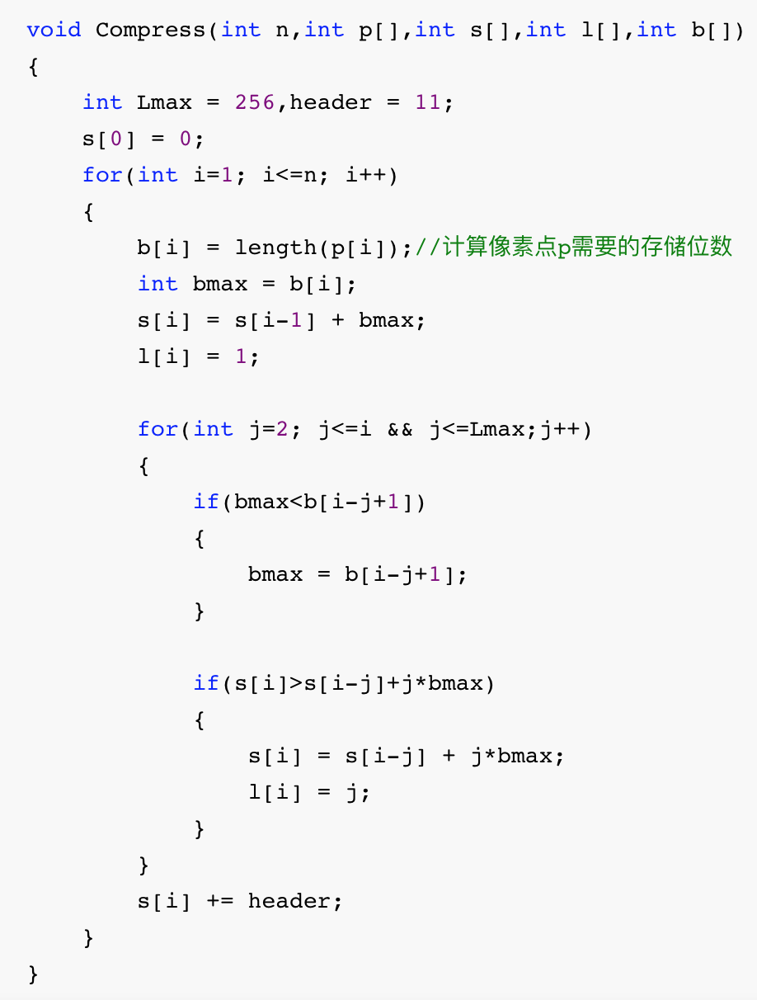 void Compress(int n,int p[],int s[],int l[],int b[])
{
    int Lmax = 256,header = 11;
    s[0] = 0;
    for(int i=1; i<=n; i++)
    {
        b[i] = length(p[i]);//计算像素点p需要的存储位数
        int bmax = b[i];
        s[i] = s[i-1] + bmax;
        l[i] = 1;

        for(int j=2; j<=i && j<=Lmax;j++)
        {
            if(bmax<b[i-j+1])
            {
                bmax = b[i-j+1];
            }

            if(s[i]>s[i-j]+j*bmax)
            {
                s[i] = s[i-j] + j*bmax;
                l[i] = j;
            }
        }
        s[i] += header;
    }
}